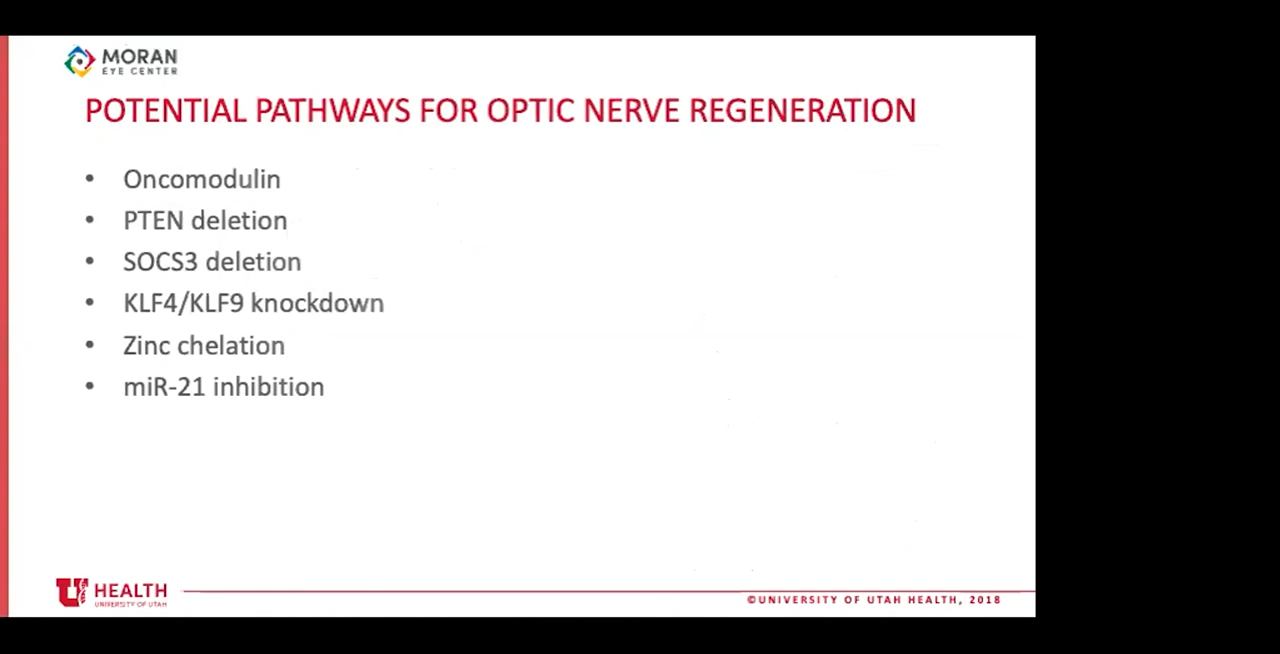 MORAN
EYE CENTER
POTENTIAL PATHWAYS FOR OPTIC NERVE REGENERATION
• Oncomodulin
• PTEN deletion
• SOCS3 deletion
• KLF4/KLF9 knockdown
• Zinc chelation
• miR-21 inhibition
U HEALTH
UNIVERSITY OF UTAH
©UNIVERSITY OF UTAH HEALTH, 2018